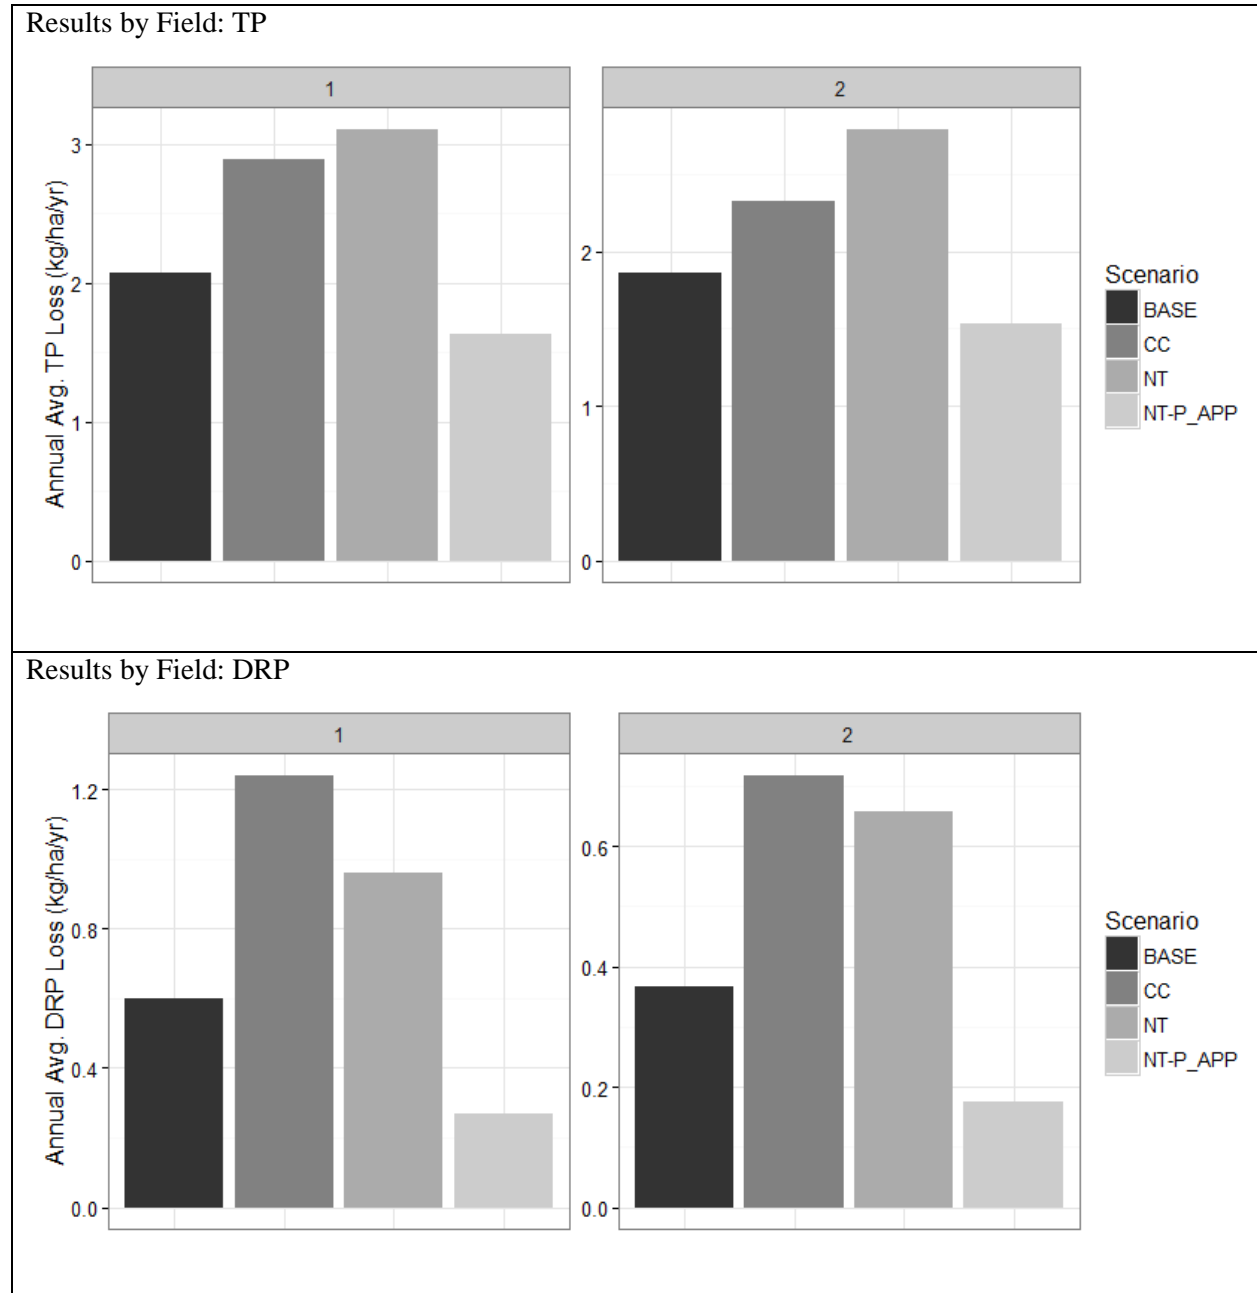 Results by Field: TP
1
2
Annual Avg. TP Loss (kg/ha/yr)
3
2
1
0
2
1
0
Scenario
BASE
CC
NT
NT-P_APP
Results by Field: DRP
1
2
Annual Avg. DRP Loss (kg/ha/yr)
1.2
0.8
0.4
0.0
0.6
0.4
0.2
0.0
Scenario
BASE
CC
NT
NT-P_APP